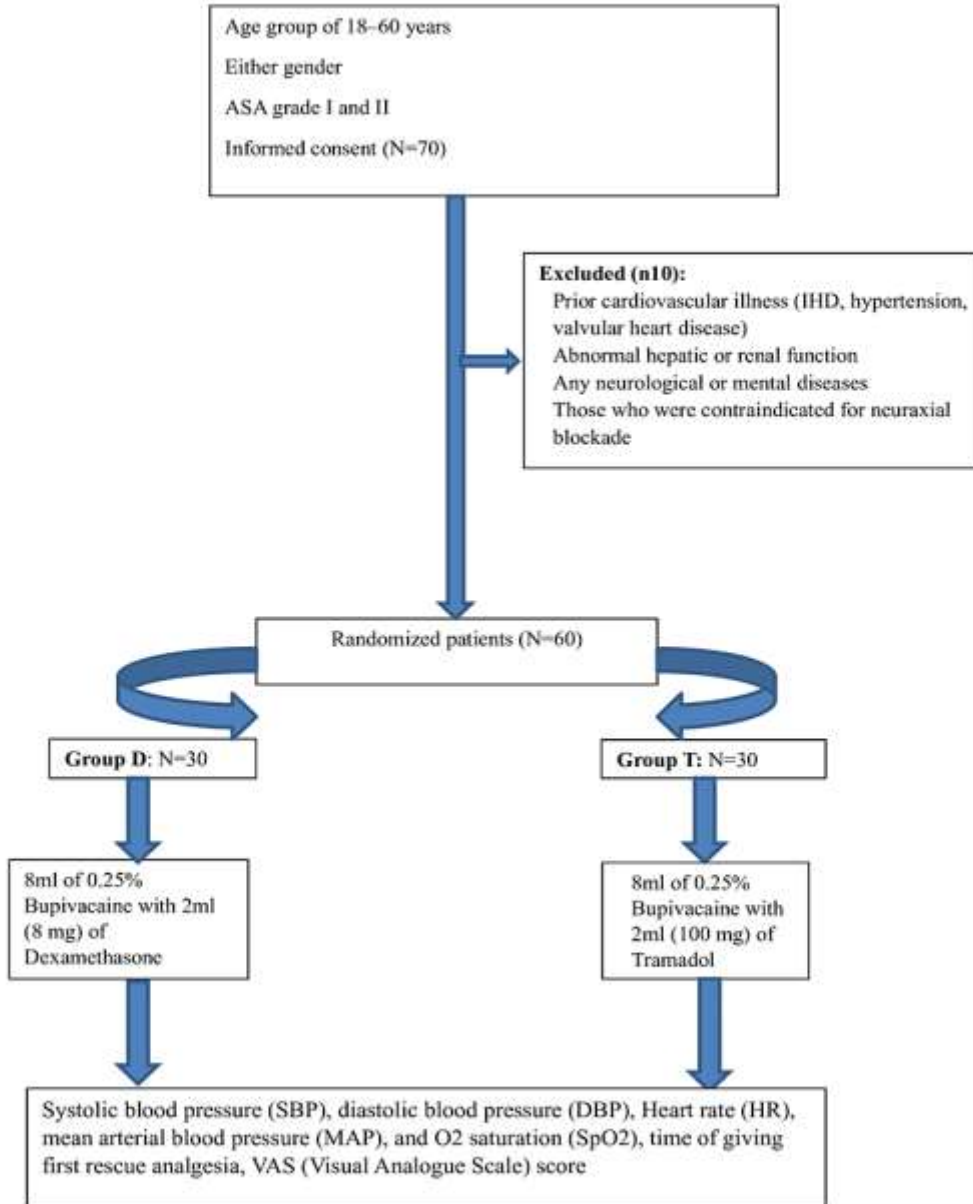 Age group of 18–60 years
Either gender
ASA grade I and II
Informed consent (N=70)
Excluded (n10):
Prior cardiovascular illness (IHD, hypertension,
valvular heart disease)
Abnormal hepatic or renal function
Any neurological or mental diseases
Those who were contraindicated for neuraxial
blockade
Randomized patients (N=60)
Group D: N=30
Group T: N=30
8ml of 0.25%
Bupivacaine with 2ml
(8 mg) of
Dexamethasone
8ml of 0.25%
Bupivacaine with
2ml (100 mg) of
Tramadol
Systolic blood pressure (SBP), diastolic blood pressure (DBP), Heart rate (HR),
mean arterial blood pressure (MAP), and O2 saturation (SpO2), time of giving
first rescue analgesia, VAS (Visual Analogue Scale) score